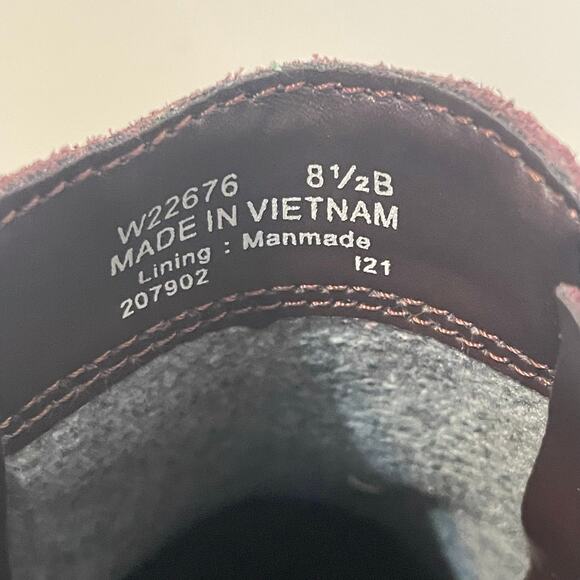 W22676 8½B
MADE IN VIETNAM
Lining : Manmade
207902 I21